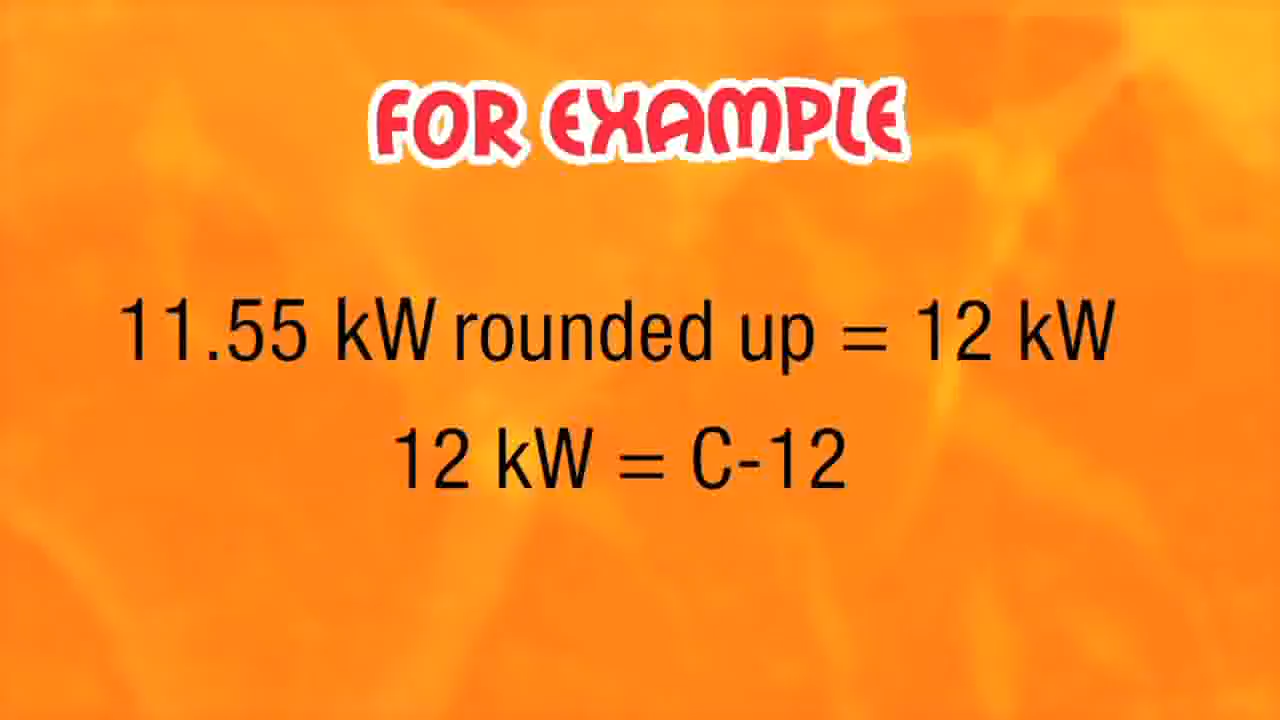 FOR EXAMPLE
11.55 kW rounded up = 12 kW
12 kW = C-12